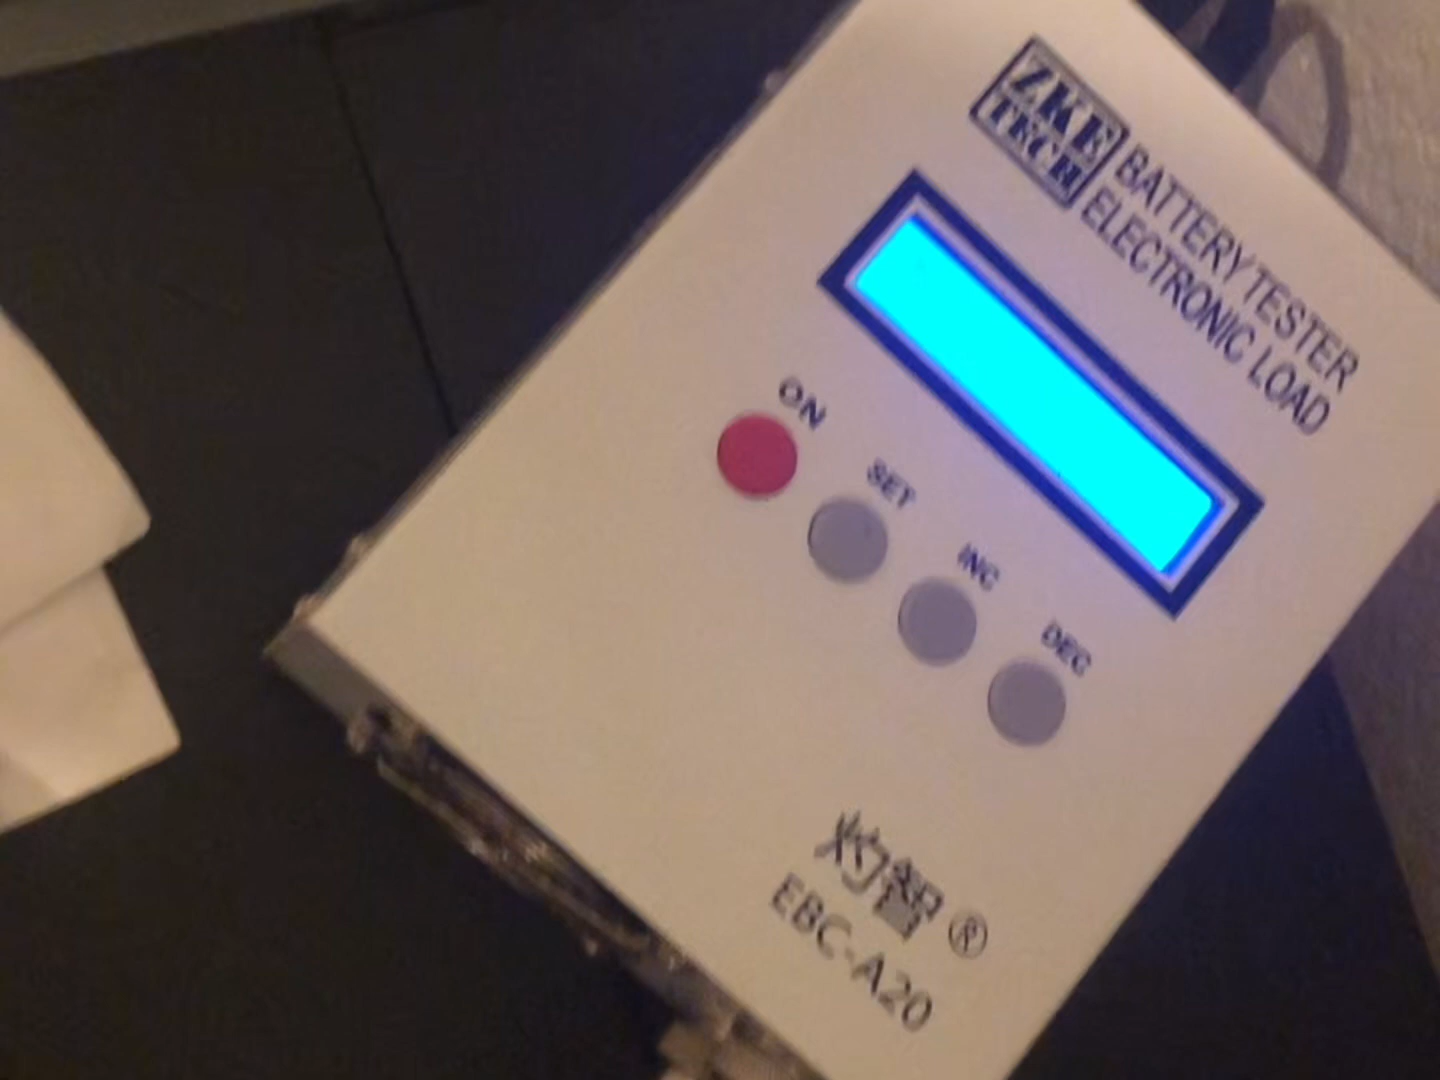 ZKE
TECH
BATTERY TESTER
ELECTRONIC LOAD
ON
SET
INC
DEC
灼智®
EBC-A20